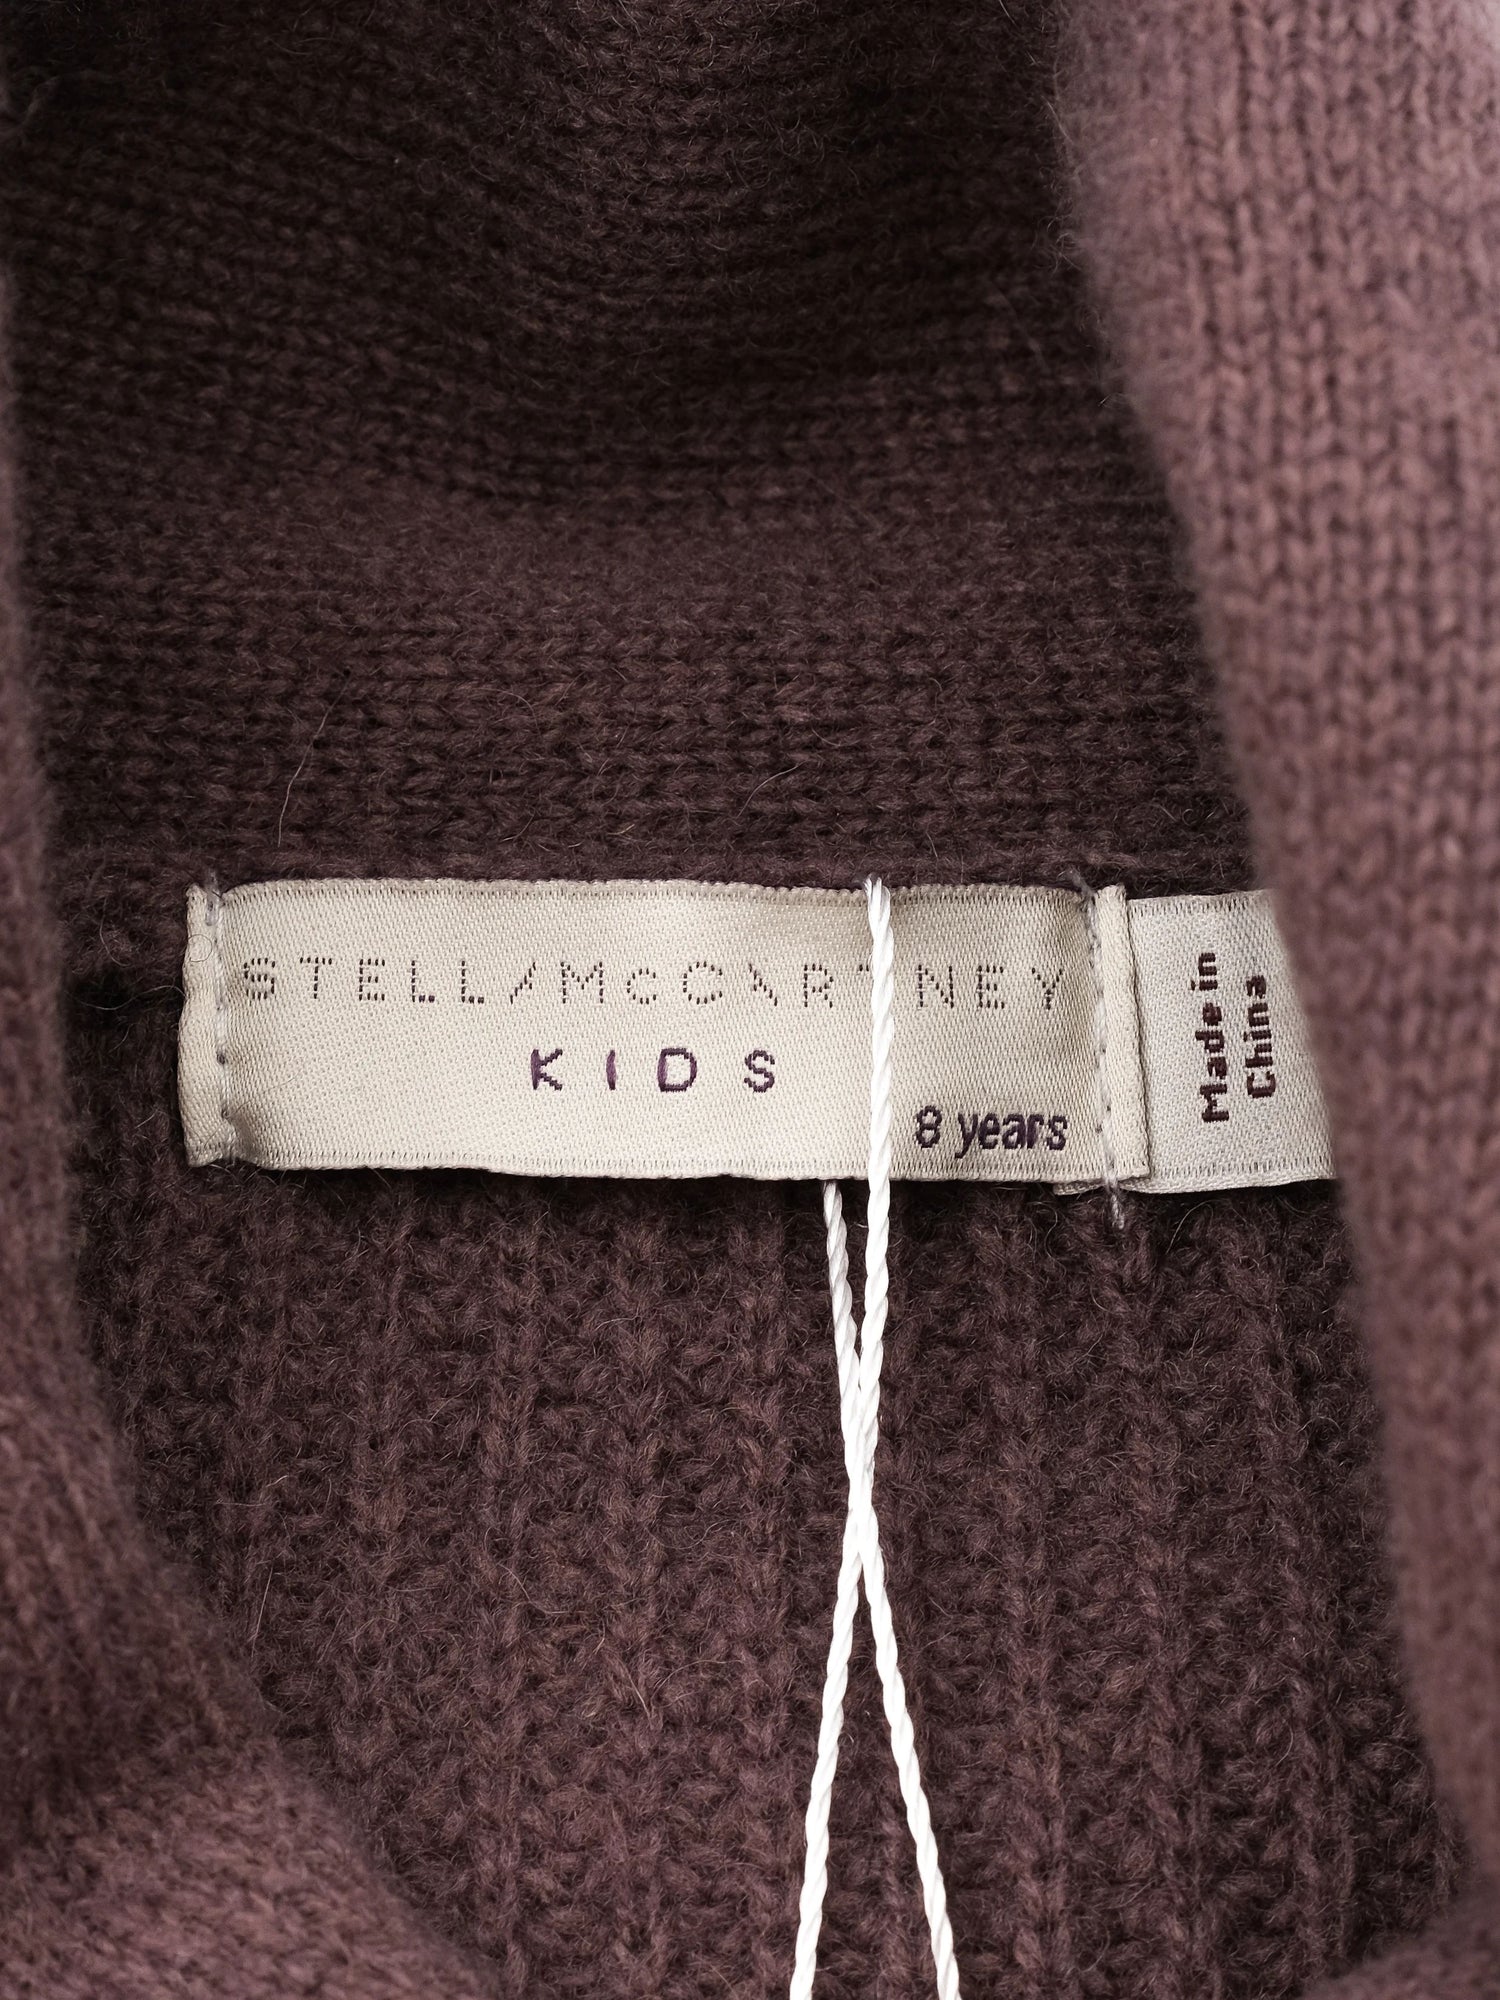 STELLA McCARTNEY
KIDS
8 years
Made in
China